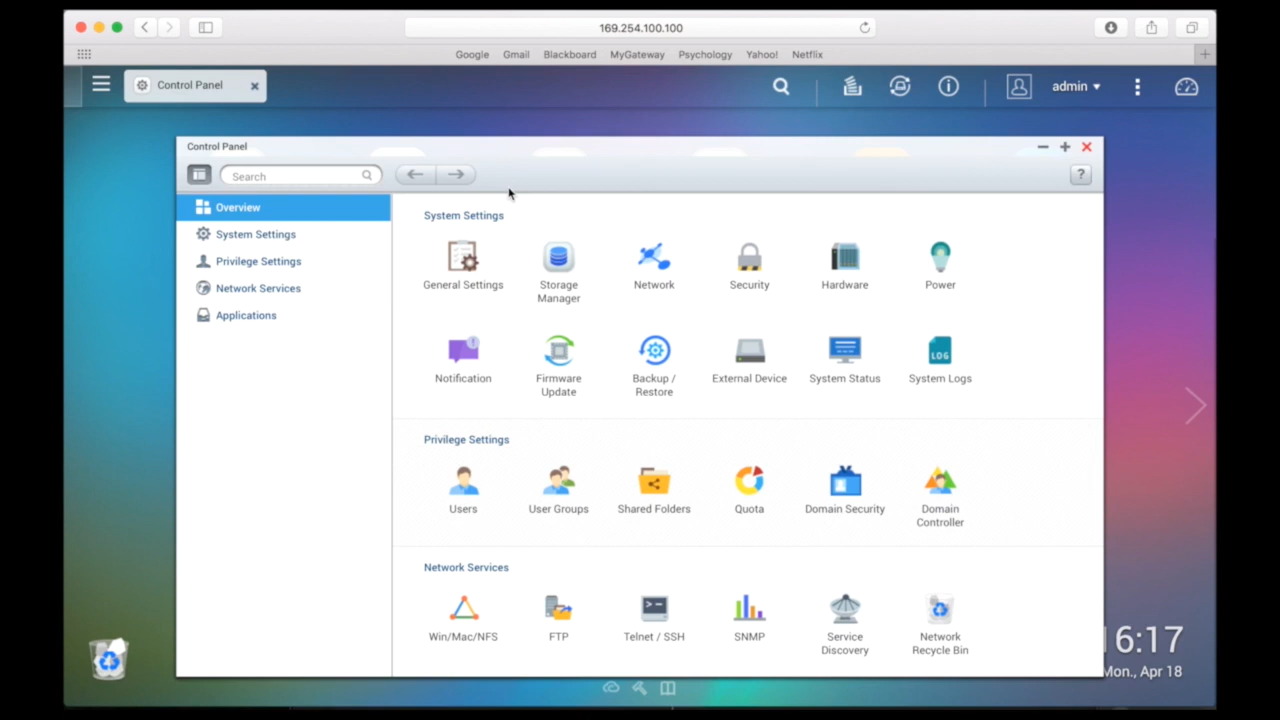 169.254.100.100
Google Gmail Blackboard MyGateway Psychology Yahoo! Netflix
Control Panel
admin
Control Panel
Search
?
Overview
System Settings
Privilege Settings
Network Services
Applications
System Settings
General Settings
Storage
Manager
Network
Security
Hardware
Power
Notification
Firmware
Update
Backup /
Restore
External Device
System Status
LOG
System Logs
Privilege Settings
Users
User Groups
Shared Folders
Quota
Domain Security
Domain
Controller
Network Services
Win/Mac/NFS
FTP
Telnet / SSH
SNMP
Service
Discovery
Network
Recycle Bin
16:17
Mon., Apr 18